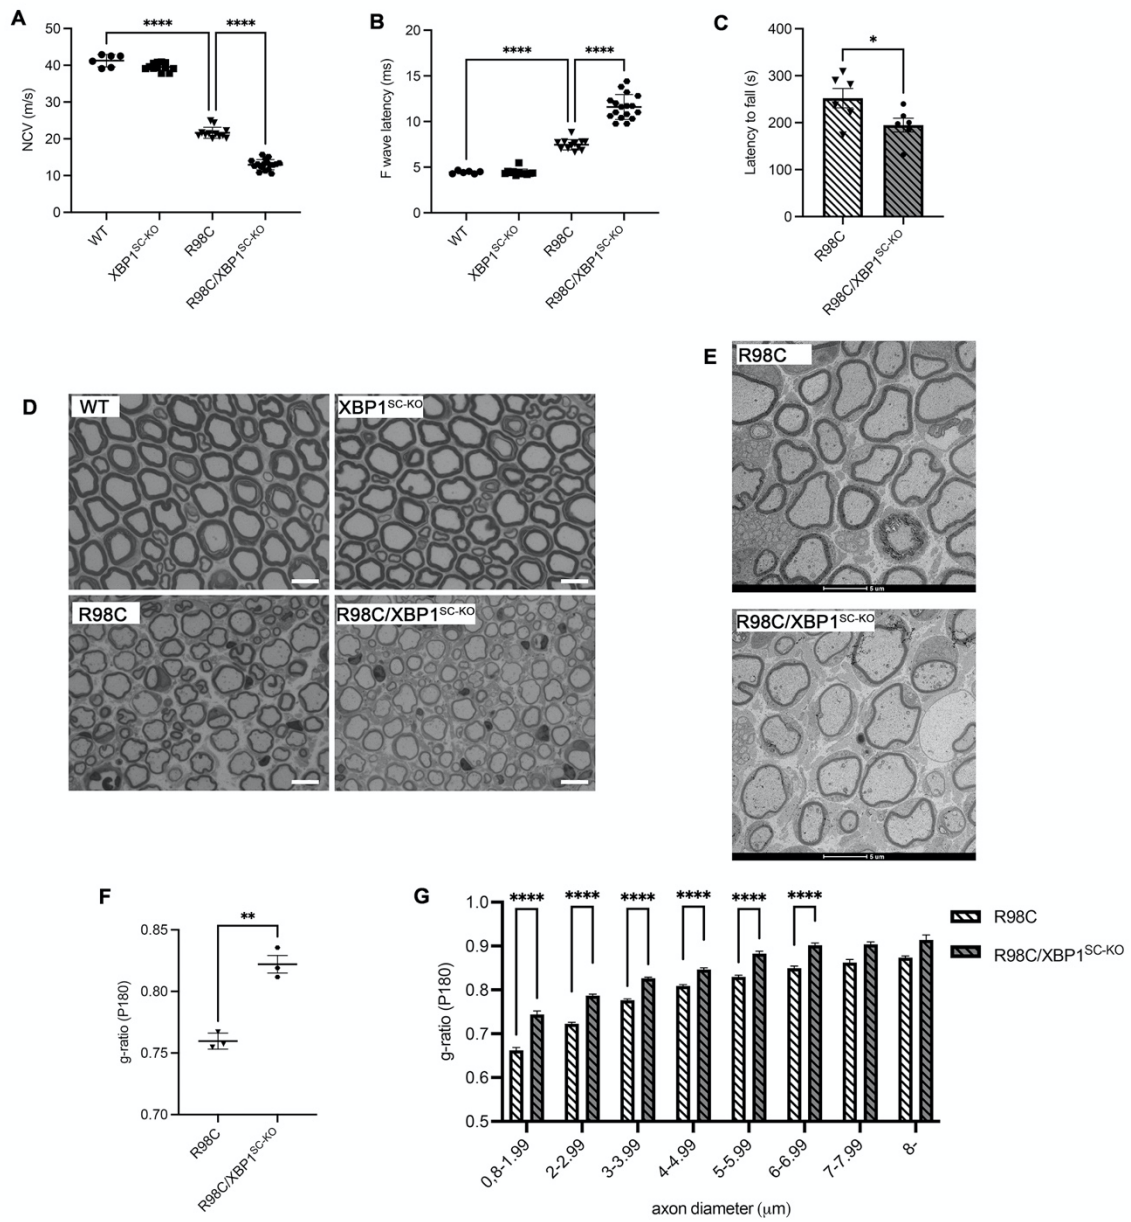 A
NCV (m/s)
50
40
30
20
10
0
**** ****
WT
XBP1SC-KO
R98C
R98C/XBP1SC-KO
B
F wave latency (ms)
20
15
10
5
0
**** ****
WT
XBP1SC-KO
R98C
R98C/XBP1SC-KO
C
Latency to fall (s)
400
300
200
100
0
*
R98C
R98C/XBP1SC-KO
D
WT
XBP1SC-KO
R98C
R98C/XBP1SC-KO
E
R98C
5 um
R98C/XBP1SC-KO
5 um
F
g-ratio (P180)
0.85
0.80
0.75
0.70
**
R98C
R98C/XBP1SC-KO
G
g-ratio (P180)
1.0
0.9
0.8
0.7
0.6
0.5
**** **** **** **** **** ****
0,8-1.99
2-2.99
3-3.99
4-4.99
5-5.99
6-6.99
7-7.99
8-
axon diameter (μm)
R98C
R98C/XBP1SC-KO